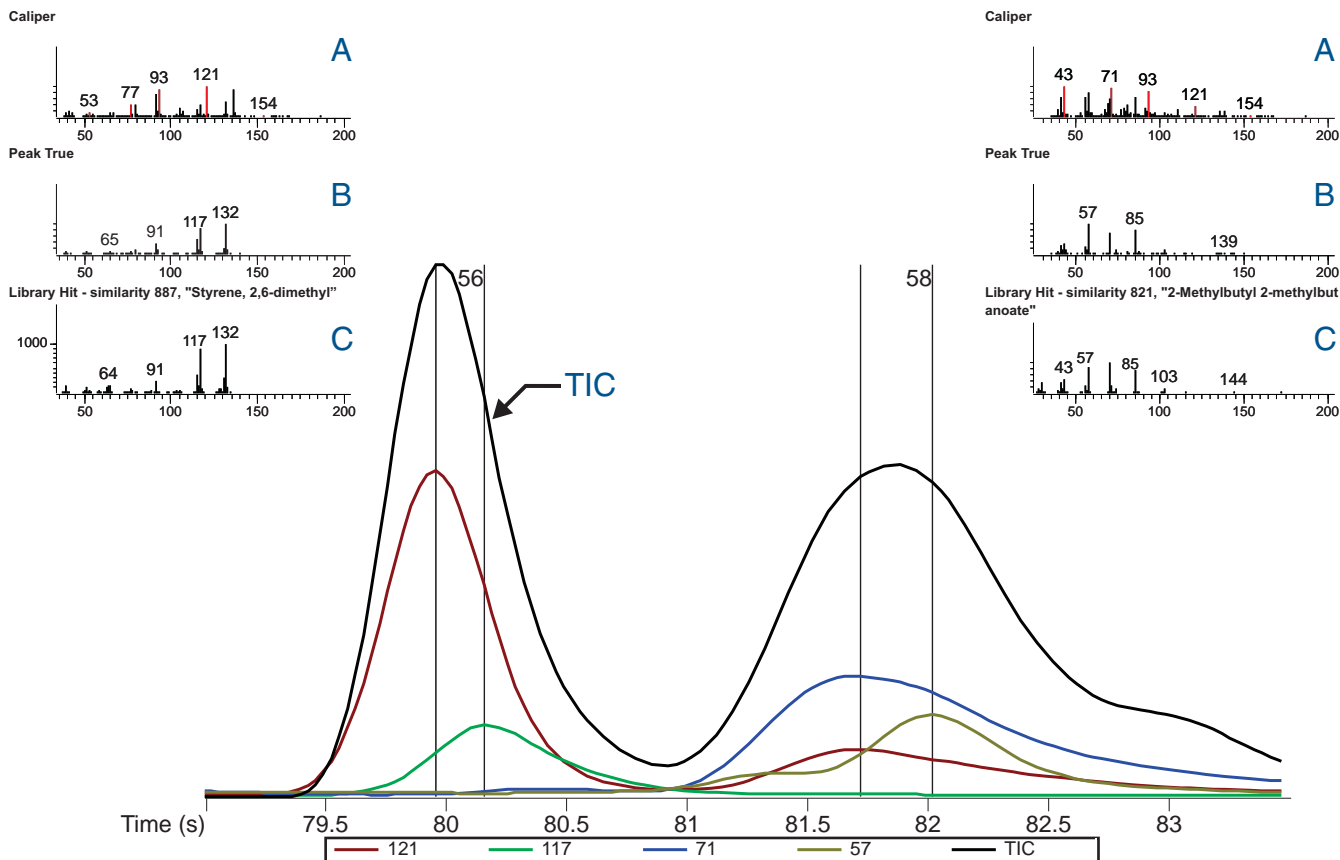 Caliper
A
53 77 93 121 154
50 100 150 200
Peak True
B
65 91 117 132
50 100 150 200
Library Hit - similarity 887, "Styrene, 2,6-dimethyl”
C
1000
64 91 117 132
50 100 150 200
Caliper
A
43 71 93 121 154
50 100 150 200
Peak True
B
57 85 139
50 100 150 200
Library Hit - similarity 821, "2-Methylbutyl 2-methylbut
anoate"
C
43 57 85 103 144
50 100 150 200
56
58
TIC
Time (s)
79.5 80 80.5 81 81.5 82 82.5 83
121 117 71 57 TIC